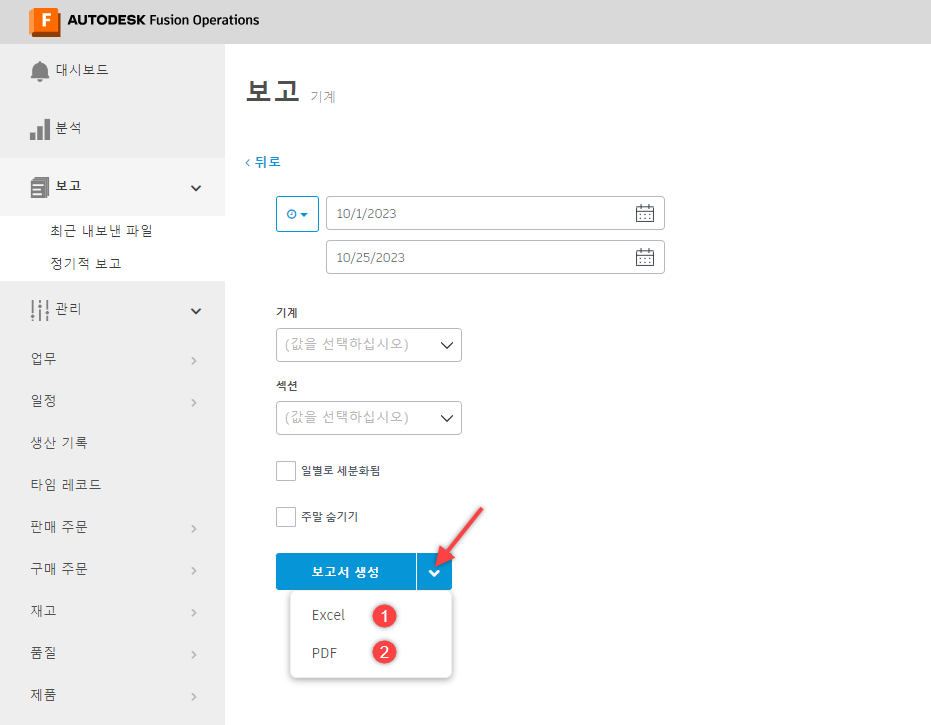 F AUTODESK Fusion Operations
대시보드
분석
보고
최근 내보낸 파일
정기적 보고
관리
업무
일정
생산 기록
타임 레코드
판매 주문
구매 주문
재고
품질
제품
보고 기계
뒤로
10/1/2023
10/25/2023
기계
(값을 선택하십시오)
섹션
(값을 선택하십시오)
일별로 세분화됨
주말 숨기기
보고서 생성
Excel 1
PDF 2